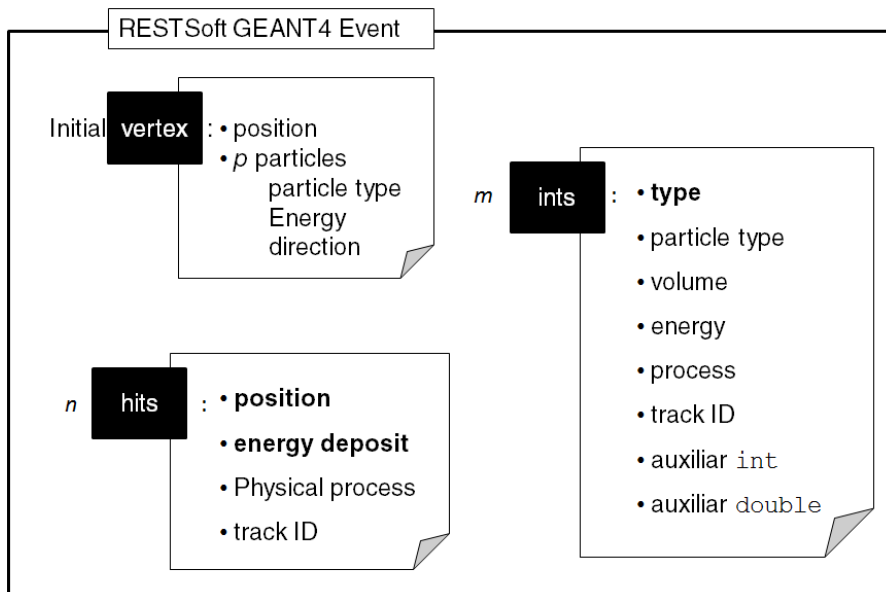 RESTSoft GEANT4 Event
Initial vertex : • position
• p particles
particle type
Energy
direction
m ints : • type
• particle type
• volume
• energy
• process
• track ID
• auxiliar int
• auxiliar double
n hits : • position
• energy deposit
• Physical process
• track ID